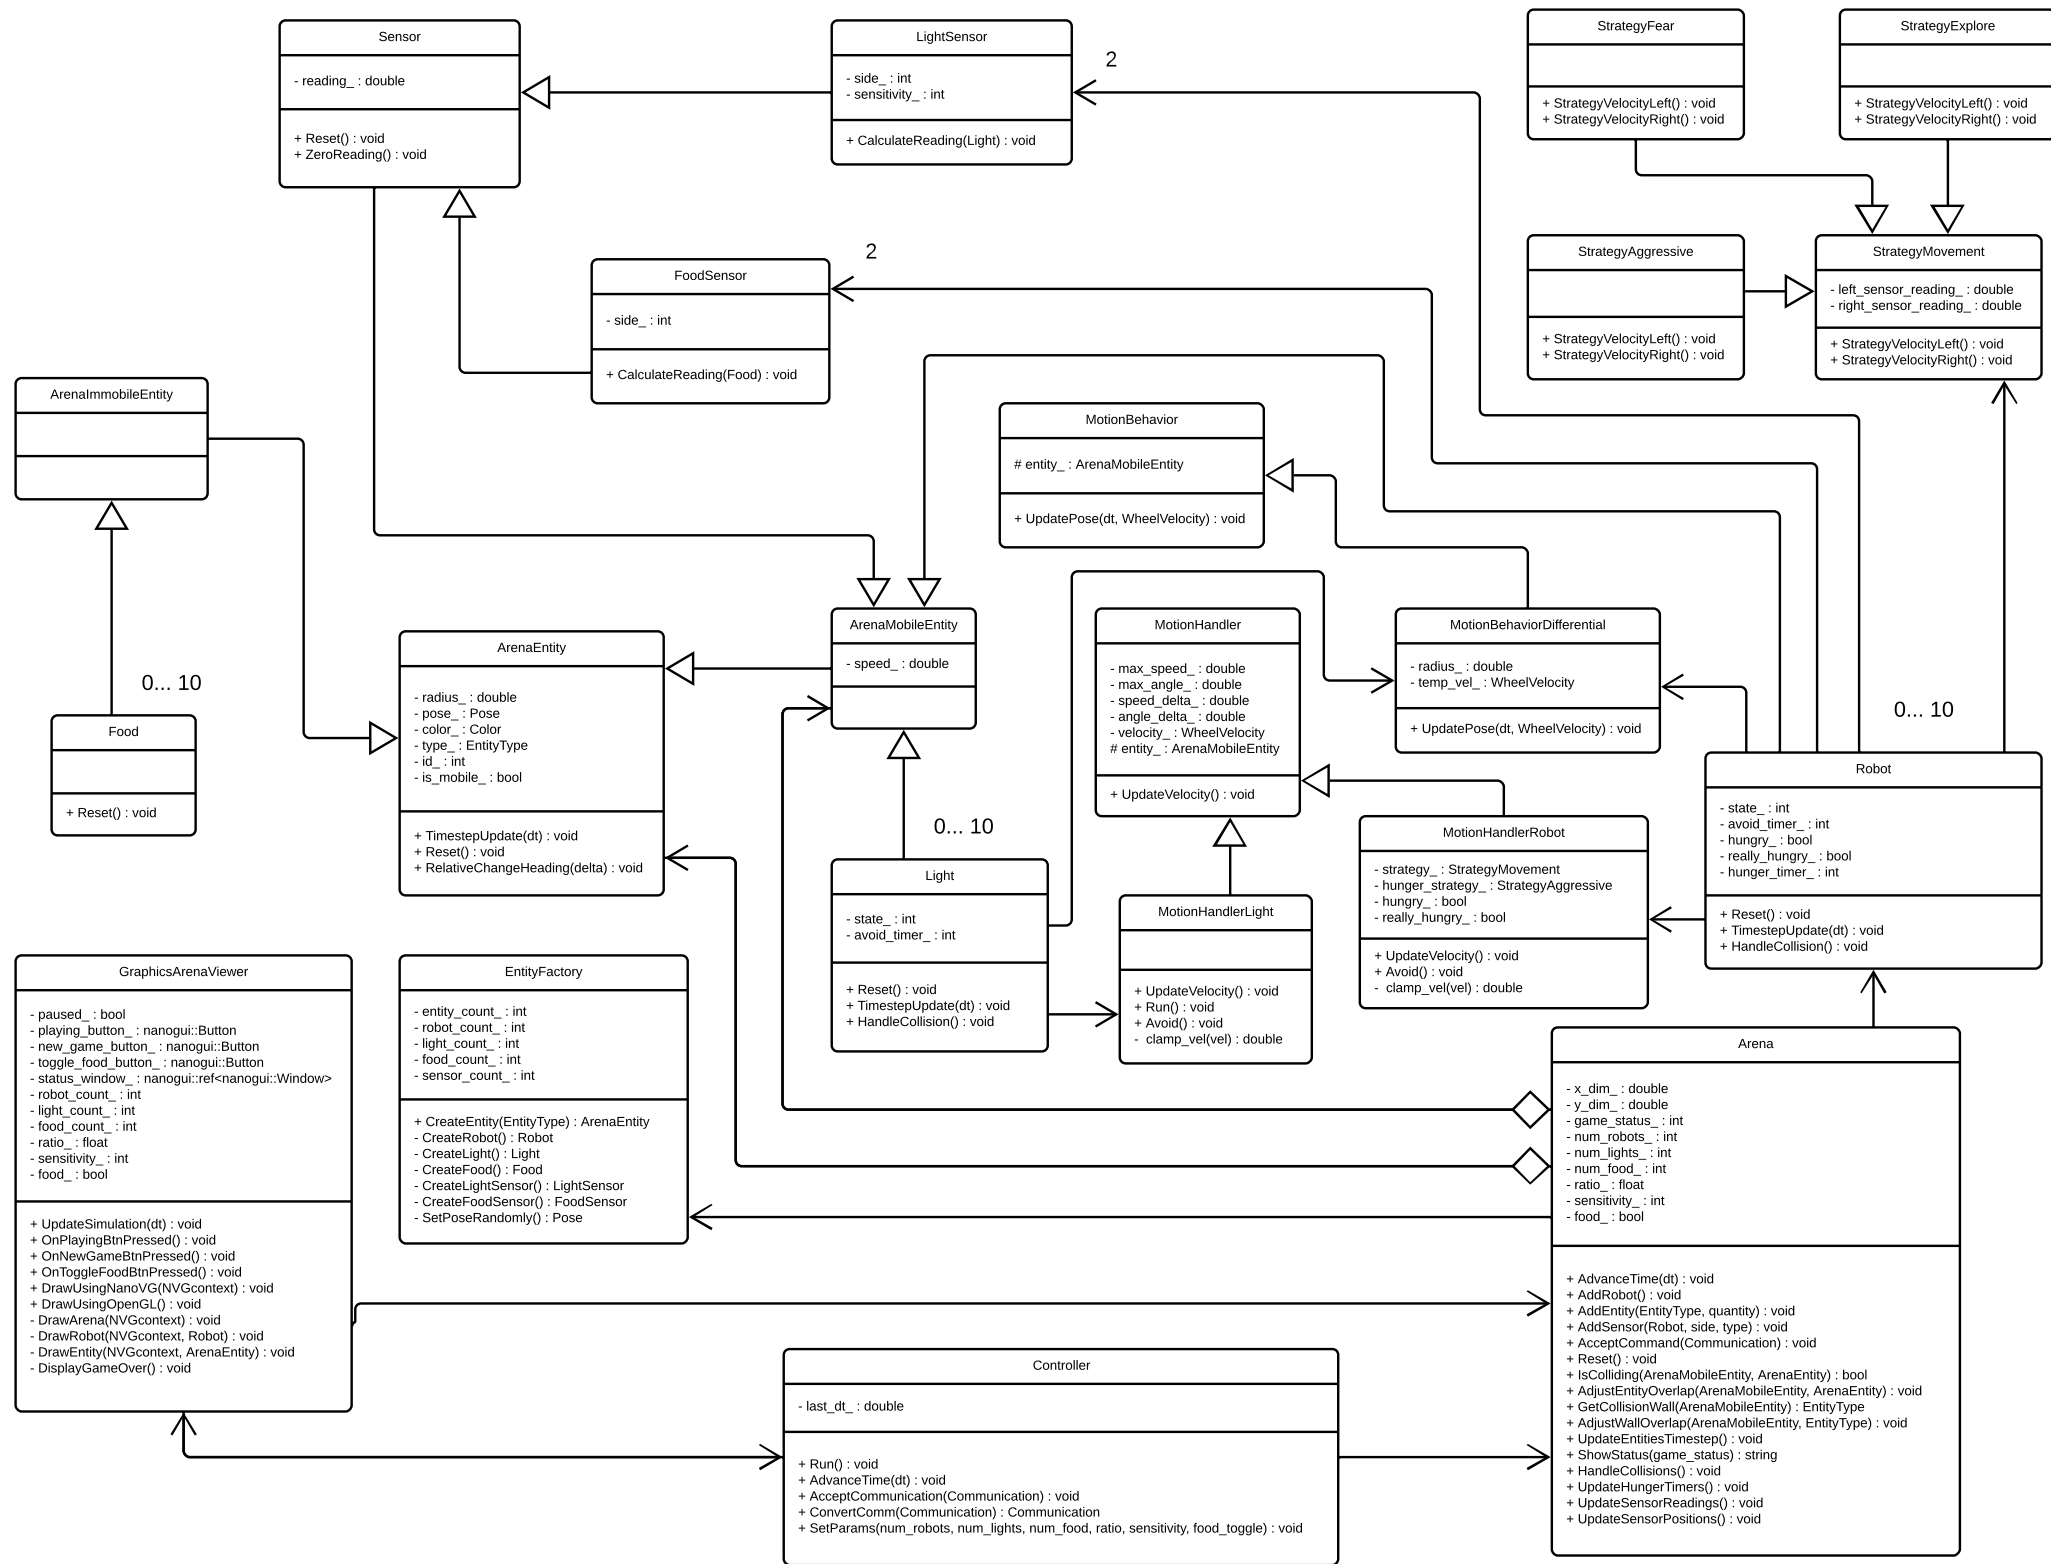 Sensor
- reading_ : double
+ Reset() : void
+ ZeroReading() : void
LightSensor
- side_ : int
- sensitivity_ : int
+ CalculateReading(Light) : void
2
StrategyFear
+ StrategyVelocityLeft() : void
+ StrategyVelocityRight() : void
StrategyExplore
+ StrategyVelocityLeft() : void
+ StrategyVelocityRight() : void
FoodSensor
- side_ : int
+ CalculateReading(Food) : void
2
StrategyAggressive
+ StrategyVelocityLeft() : void
+ StrategyVelocityRight() : void
StrategyMovement
- left_sensor_reading_ : double
- right_sensor_reading_ : double
+ StrategyVelocityLeft() : void
+ StrategyVelocityRight() : void
ArenaImmobileEntity
MotionBehavior
# entity_ : ArenaMobileEntity
+ UpdatePose(dt, WheelVelocity) : void
0... 10
Food
+ Reset() : void
ArenaEntity
- radius_ : double
- pose_ : Pose
- color_ : Color
- type_ : EntityType
- id_ : int
- is_mobile_ : bool
+ TimestepUpdate(dt) : void
+ Reset() : void
+ RelativeChangeHeading(delta) : void
ArenaMobileEntity
- speed_ : double
MotionHandler
- max_speed_ : double
- max_angle_ : double
- speed_delta_ : double
- angle_delta_ : double
- velocity_ : WheelVelocity
# entity_ : ArenaMobileEntity
+ UpdateVelocity() : void
MotionBehaviorDifferential
- radius_ : double
- temp_vel_ : WheelVelocity
+ UpdatePose(dt, WheelVelocity) : void
0... 10
Robot
- state_ : int
- avoid_timer_ : int
- hungry_ : bool
- really_hungry_ : bool
- hunger_timer_ : int
+ Reset() : void
+ TimestepUpdate(dt) : void
+ HandleCollision() : void
0... 10
Light
- state_ : int
- avoid_timer_ : int
+ Reset() : void
+ TimestepUpdate(dt) : void
+ HandleCollision() : void
MotionHandlerLight
+ UpdateVelocity() : void
+ Run() : void
+ Avoid() : void
-  clamp_vel(vel) : double
MotionHandlerRobot
- strategy_ : StrategyMovement
- hunger_strategy_ : StrategyAggressive
- hungry_ : bool
- really_hungry_ : bool
+ UpdateVelocity() : void
+ Avoid() : void
-  clamp_vel(vel) : double
GraphicsArenaViewer
- paused_ : bool
- playing_button_ : nanogui::Button
- new_game_button_ : nanogui::Button
- toggle_food_button_ : nanogui::Button
- status_window_ : nanogui::ref<nanogui::Window>
- robot_count_ : int
- light_count_ : int
- food_count_ : int
- ratio_ : float
- sensitivity_ : int
- food_ : bool
+ UpdateSimulation(dt) : void
+ OnPlayingBtnPressed() : void
+ OnNewGameBtnPressed() : void
+ OnToggleFoodBtnPressed() : void
+ DrawUsingNanoVG(NVGcontext) : void
+ DrawUsingOpenGL() : void
- DrawArena(NVGcontext) : void
- DrawRobot(NVGcontext, Robot) : void
- DrawEntity(NVGcontext, ArenaEntity) : void
- DisplayGameOver() : void
EntityFactory
- entity_count_ : int
- robot_count_ : int
- light_count_ : int
- food_count_ : int
- sensor_count_ : int
+ CreateEntity(EntityType) : ArenaEntity
- CreateRobot() : Robot
- CreateLight() : Light
- CreateFood() : Food
- CreateLightSensor() : LightSensor
- CreateFoodSensor() : FoodSensor
- SetPoseRandomly() : Pose
Arena
- x_dim_ : double
- y_dim_ : double
- game_status_ : int
- num_robots_ : int
- num_lights_ : int
- num_food_ : int
- ratio_ : float
- sensitivity_ : int
- food_ : bool
+ AdvanceTime(dt) : void
+ AddRobot() : void
+ AddEntity(EntityType, quantity) : void
+ AddSensor(Robot, side, type) : void
+ AcceptCommand(Communication) : void
+ Reset() : void
+ IsColliding(ArenaMobileEntity, ArenaEntity) : bool
+ AdjustEntityOverlap(ArenaMobileEntity, ArenaEntity) : void
+ GetCollisionWall(ArenaMobileEntity) : EntityType
+ AdjustWallOverlap(ArenaMobileEntity, EntityType) : void
+ UpdateEntitiesTimestep() : void
+ ShowStatus(game_status) : string
+ HandleCollisions() : void
+ UpdateHungerTimers() : void
+ UpdateSensorReadings() : void
+ UpdateSensorPositions() : void
Controller
- last_dt_ : double
+ Run() : void
+ AdvanceTime(dt) : void
+ AcceptCommunication(Communication) : void
+ ConvertComm(Communication) : Communication
+ SetParams(num_robots, num_lights, num_food, ratio, sensitivity, food_toggle) : void